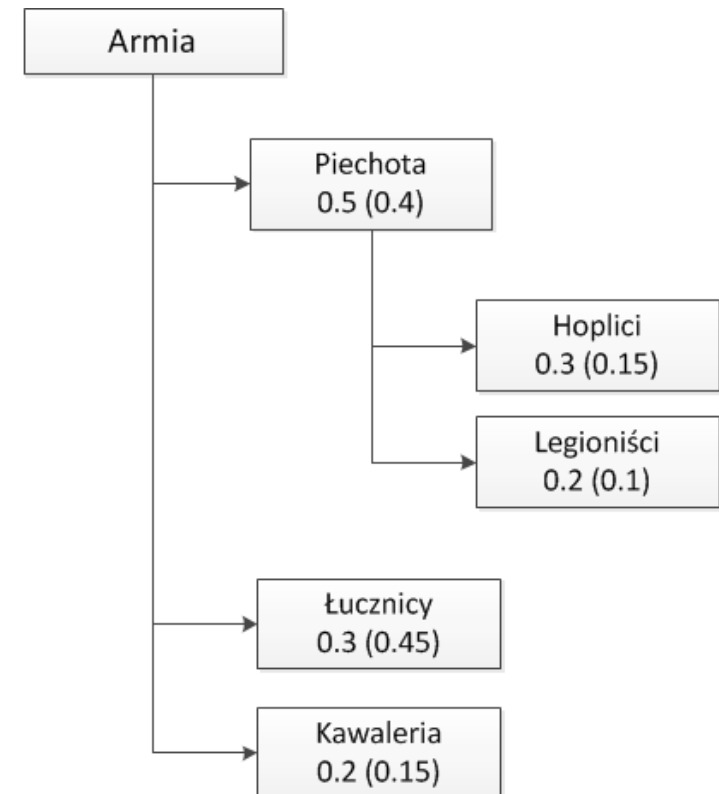 Armia
Piechota
0.5 (0.4)
Hoplici
0.3 (0.15)
Legioniści
0.2 (0.1)
Łucznicy
0.3 (0.45)
Kawaleria
0.2 (0.15)